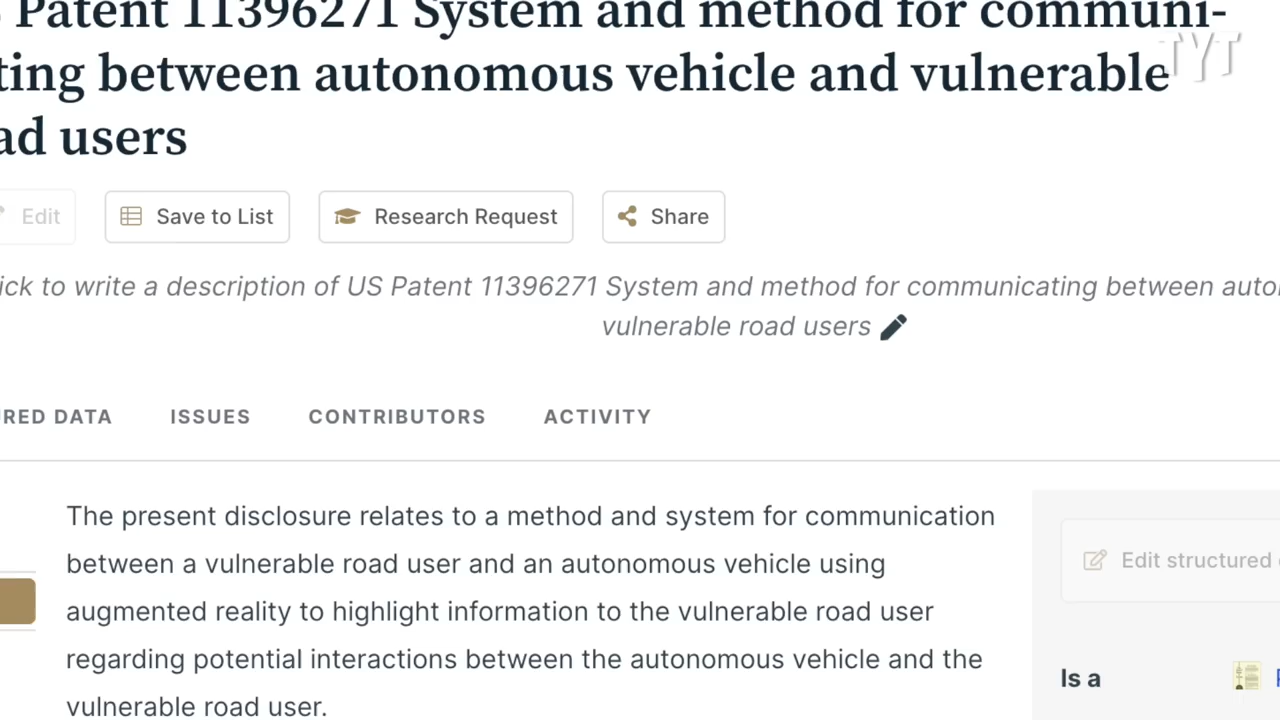 Patent 11396271 System and method for communi-
TYT
ting between autonomous vehicle and vulnerable
ad users
Edit
Save to List
Research Request
Share
ick to write a description of US Patent 11396271 System and method for communicating between auto
vulnerable road users
RED DATA
ISSUES
CONTRIBUTORS
ACTIVITY
The present disclosure relates to a method and system for communication
between a vulnerable road user and an autonomous vehicle using
augmented reality to highlight information to the vulnerable road user
regarding potential interactions between the autonomous vehicle and the
vulnerable road user.
Edit structured
Is a